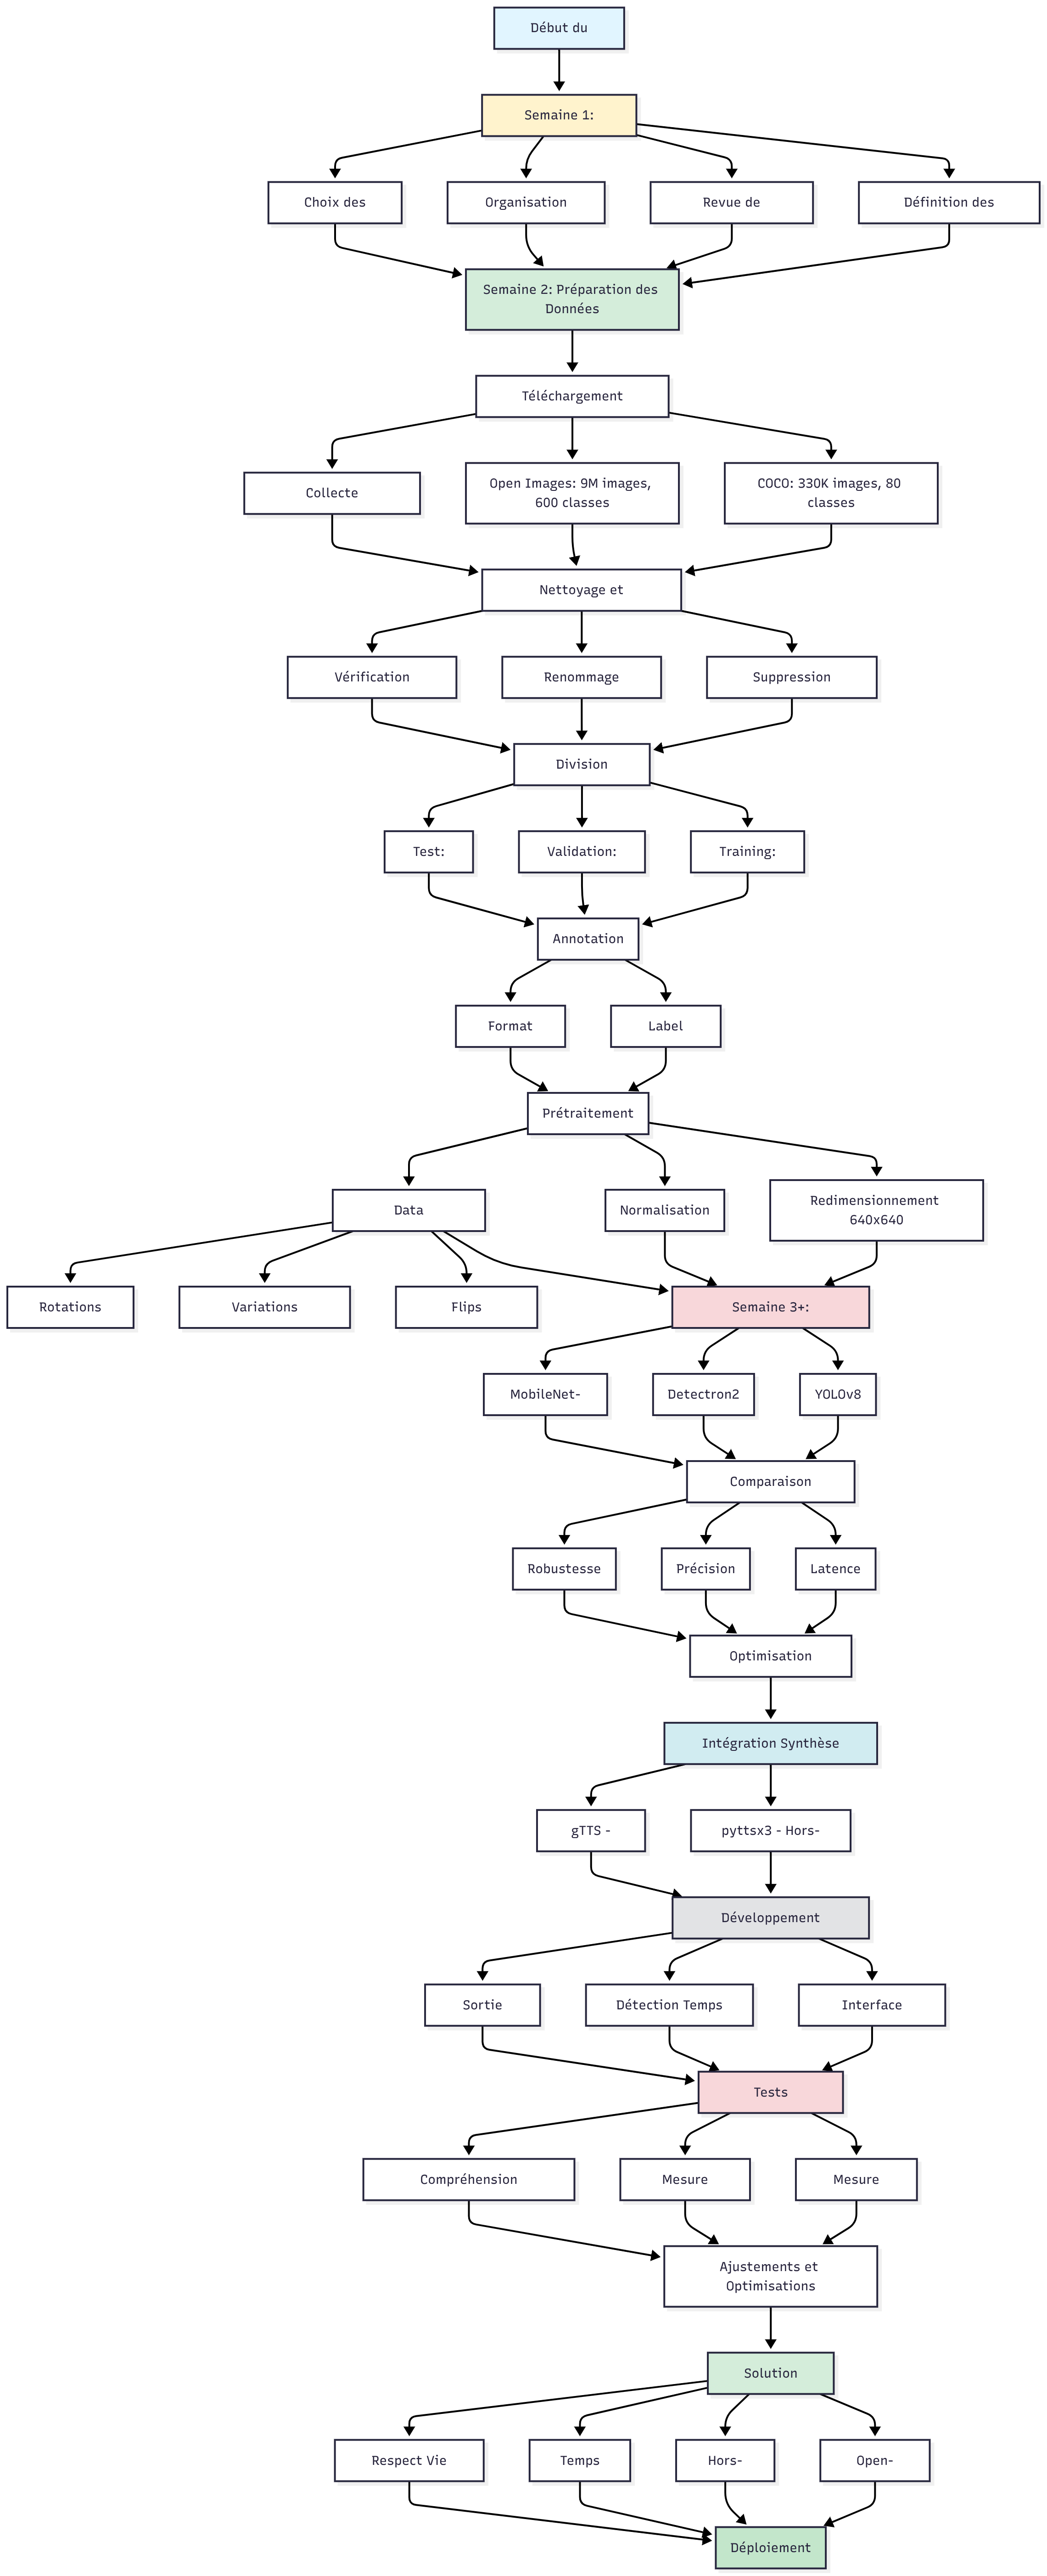 Début du
Semaine 1:
Choix des
Organisation
Revue de
Définition des
Semaine 2: Préparation des
Données
Téléchargement
Collecte
Open Images: 9M images,
600 classes
COCO: 330K images, 80
classes
Nettoyage et
Vérification
Renommage
Suppression
Division
Test:
Validation:
Training:
Annotation
Format
Label
Prétraitement
Data
Normalisation
Redimensionnement
640x640
Rotations
Variations
Flips
Semaine 3+:
MobileNet-
Detectron2
YOLOv8
Comparaison
Robustesse
Précision
Latence
Optimisation
Intégration Synthèse
gTTS -
pyttsx3 - Hors-
Développement
Sortie
Détection Temps
Interface
Tests
Compréhension
Mesure
Mesure
Ajustements et
Optimisations
Solution
Respect Vie
Temps
Hors-
Open-
Déploiement